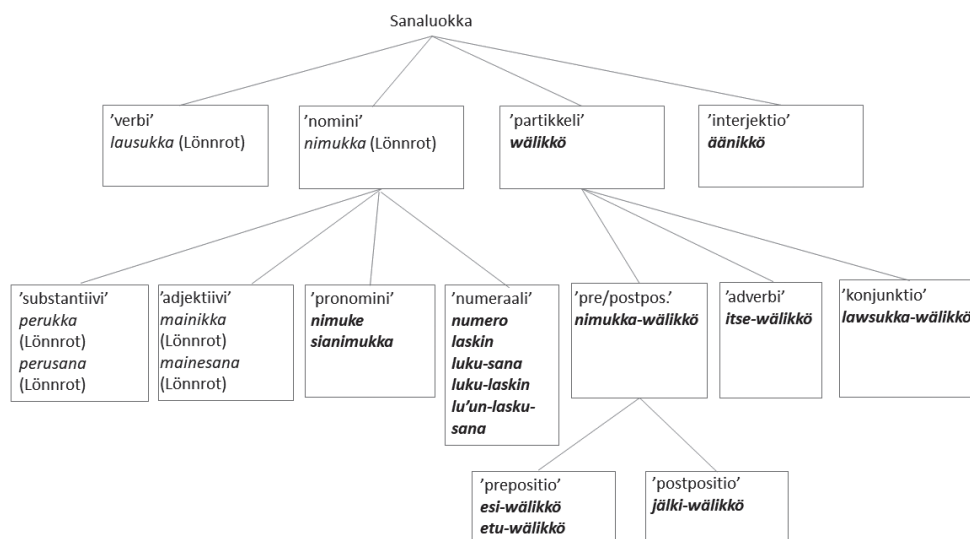 Sanaluokka
’verbi’
lausukka (Lönnrot)
’nomini’
nimukka (Lönnrot)
’partikkeli’
wälikkö
’interjektio’
äänikkö
’substantiivi’
perukka
(Lönnrot)
perusana
(Lönnrot)
’adjektiivi’
mainikka
(Lönnrot)
mainesana
(Lönnrot)
’pronomini’
nimuke
sianimukka
’numeraali’
numero
laskin
luku-sana
luku-laskin
lu’un-lasku-
sana
’pre/postpos.’
nimukka-wälikkö
’adverbi’
itse-wälikkö
’konjunktio’
lawsukka-wälikkö
’prepositio’
esi-wälikkö
etu-wälikkö
’postpositio’
jälki-wälikkö